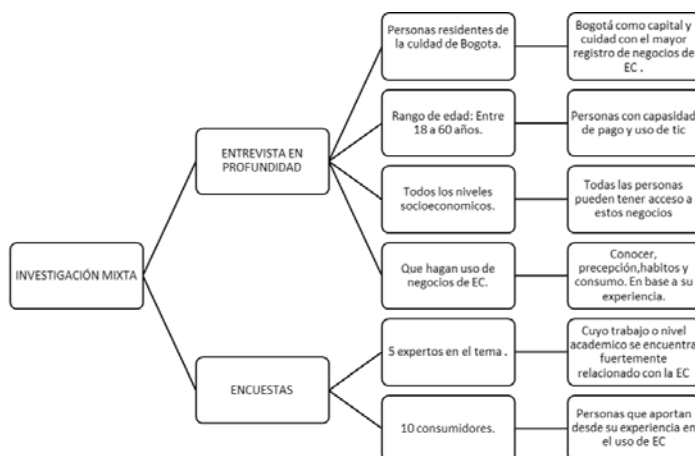 INVESTIGACIÓN MIXTA
ENTREVISTA EN
PROFUNDIDAD
Personas residentes de
la cuidad de Bogota.
Bogotá como capital y
cuidad con el mayor
registro de negocios de
EC .
Rango de edad: Entre
18 a 60 años.
Personas con capasidad
de pago y uso de tic
Todos los niveles
socioeconomicos.
Todas las personas
pueden tener acceso a
estos negocios
Que hagan uso de
negocios de EC.
Conocer,
precepción,habitos y
consumo. En base a su
experiencia.
ENCUESTAS
5 expertos en el tema .
Cuyo trabajo o nivel
academico se encuentra
fuertemente
relacionado con la EC
10 consumidores.
Personas que aportan
desde su experiencia en
el uso de EC